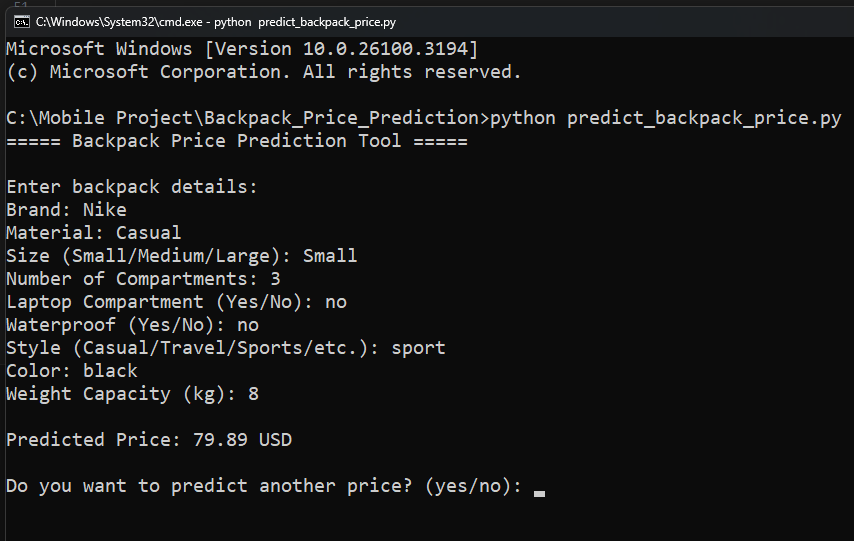 C:\Windows\System32\cmd.exe - python predict_backpack_price.py
Microsoft Windows [Version 10.0.26100.3194]
(c) Microsoft Corporation. All rights reserved.
C:\Mobile Project\Backpack_Price_Prediction>python predict_backpack_price.py
===== Backpack Price Prediction Tool =====
Enter backpack details:
Brand: Nike
Material: Casual
Size (Small/Medium/Large): Small
Number of Compartments: 3
Laptop Compartment (Yes/No): no
Waterproof (Yes/No): no
Style (Casual/Travel/Sports/etc.): sport
Color: black
Weight Capacity (kg): 8
Predicted Price: 79.89 USD
Do you want to predict another price? (yes/no):